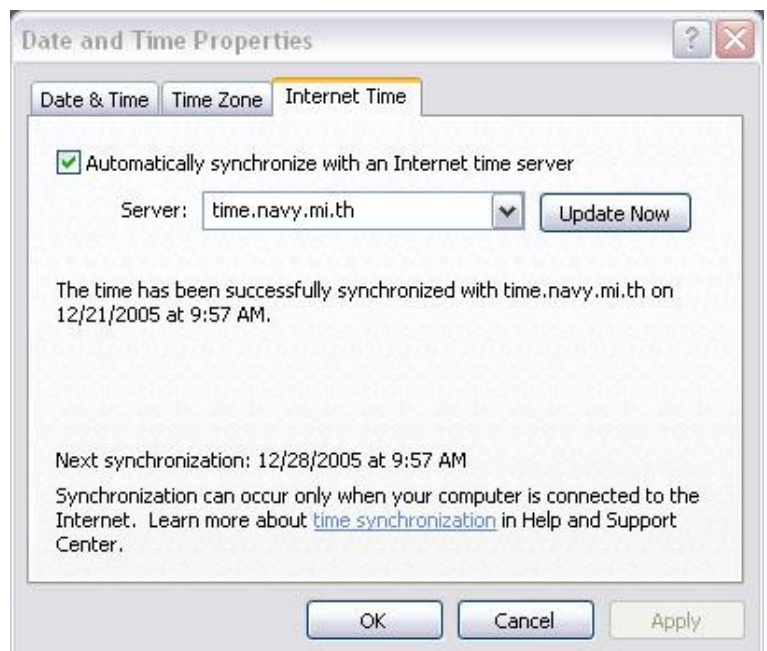 Date and Time Properties
Date & Time Time Zone Internet Time
Automatically synchronize with an Internet time server
Server: time.navy.mi.th Update Now
The time has been successfully synchronized with time.navy.mi.th on
12/21/2005 at 9:57 AM.
Next synchronization: 12/28/2005 at 9:57 AM
Synchronization can occur only when your computer is connected to the
Internet. Learn more about time synchronization in Help and Support
Center.
OK Cancel Apply